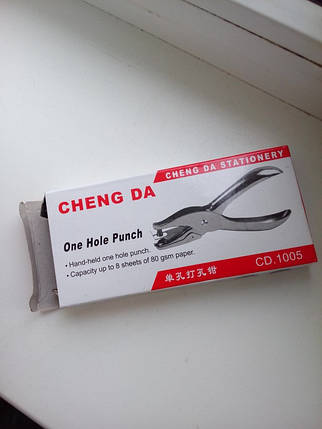 CHENG DA STATIONERY
CHENG DA
One Hole Punch
• Hand-held one hole punch.
• Capacity up to 8 sheets of 80 gsm paper.
单孔打孔钳
CD.1005